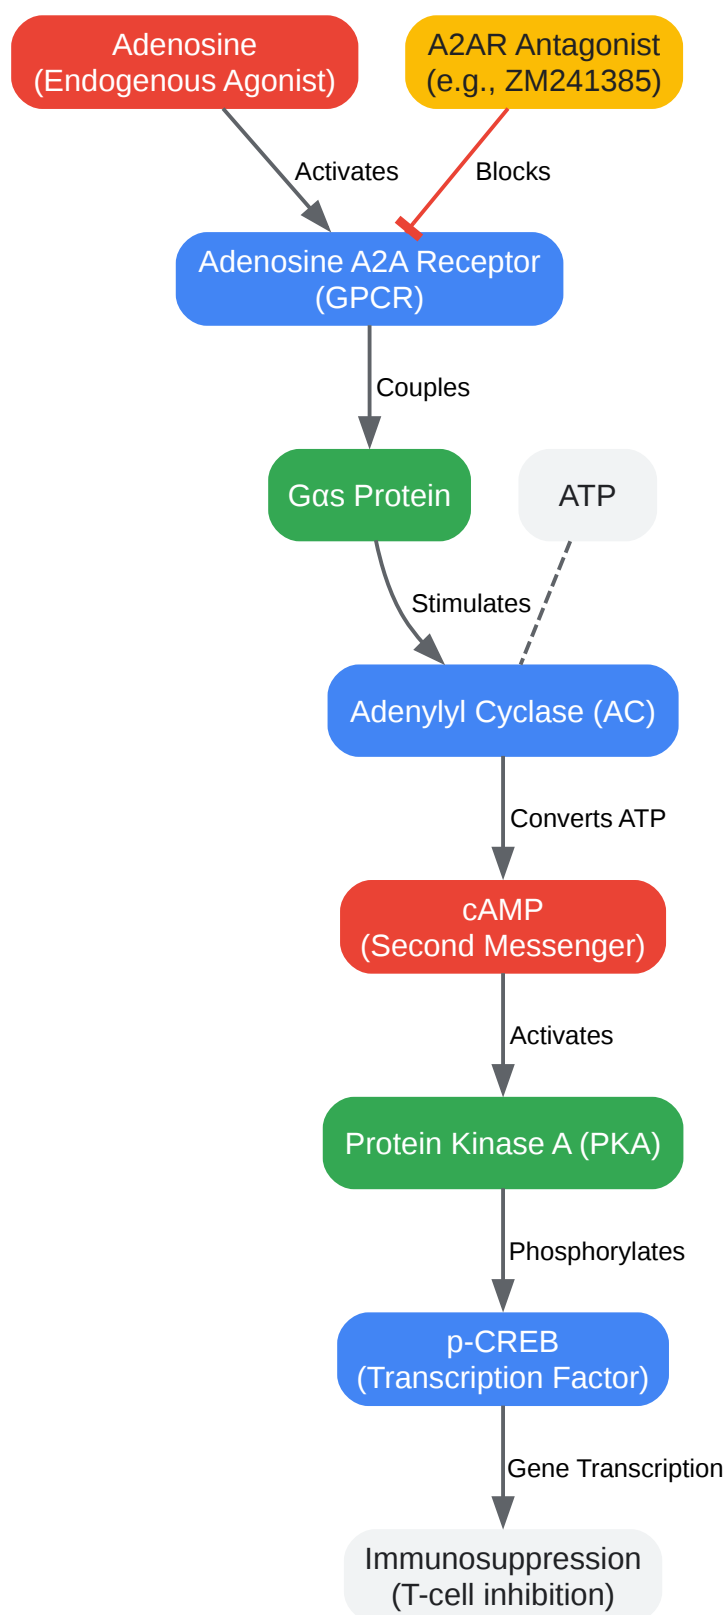 Adenosine
(Endogenous Agonist)
A2AR Antagonist
(e.g., ZM241385)
Activates
Blocks
Adenosine A2A Receptor
(GPCR)
Couples
Gαs Protein
ATP
Stimulates
Adenylyl Cyclase (AC)
Converts ATP
cAMP
(Second Messenger)
Activates
Protein Kinase A (PKA)
Phosphorylates
p-CREB
(Transcription Factor)
Gene Transcription
Immunosuppression
(T-cell inhibition)